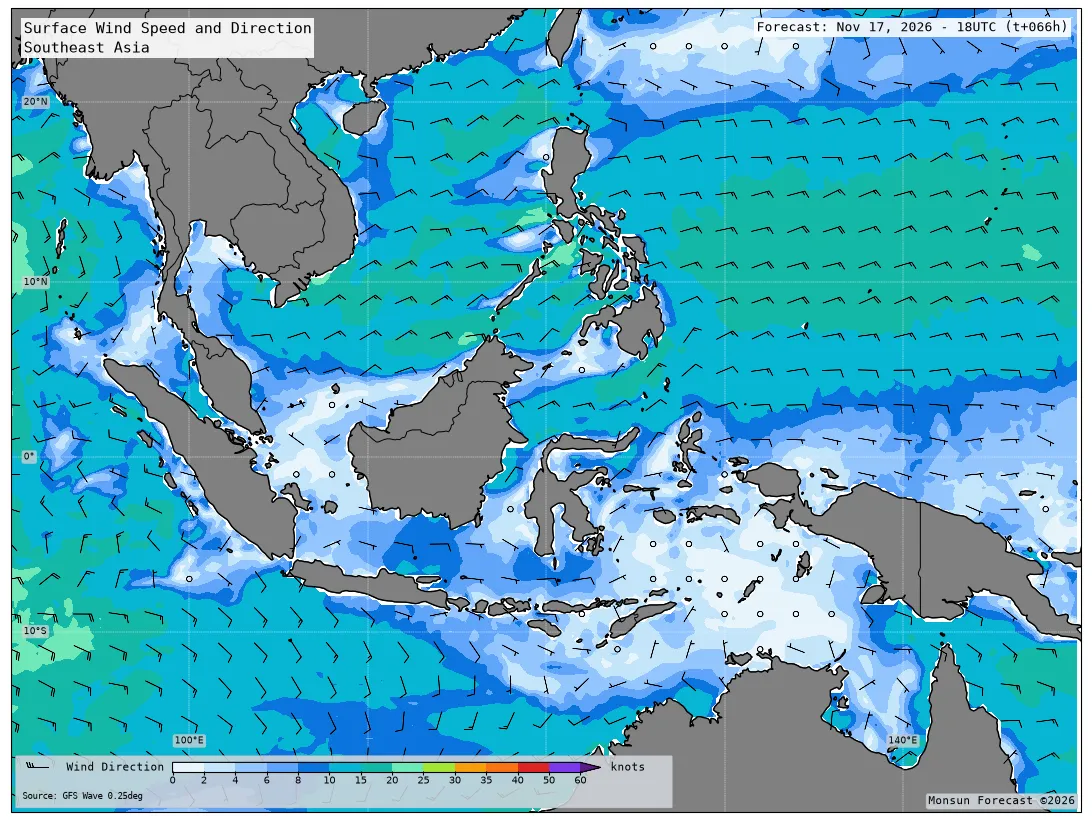 Surface Wind Speed and Direction
Southeast Asia
Forecast: Nov 17, 2026 - 18UTC (t+066h)
20°N
10°N
0°
10°S
100°E
140°E
Wind Direction
0 2 4 6 8 10 15 20 25 30 35 40 50 60
knots
Source: GFS Wave 0.25deg
Monsun Forecast ©2026